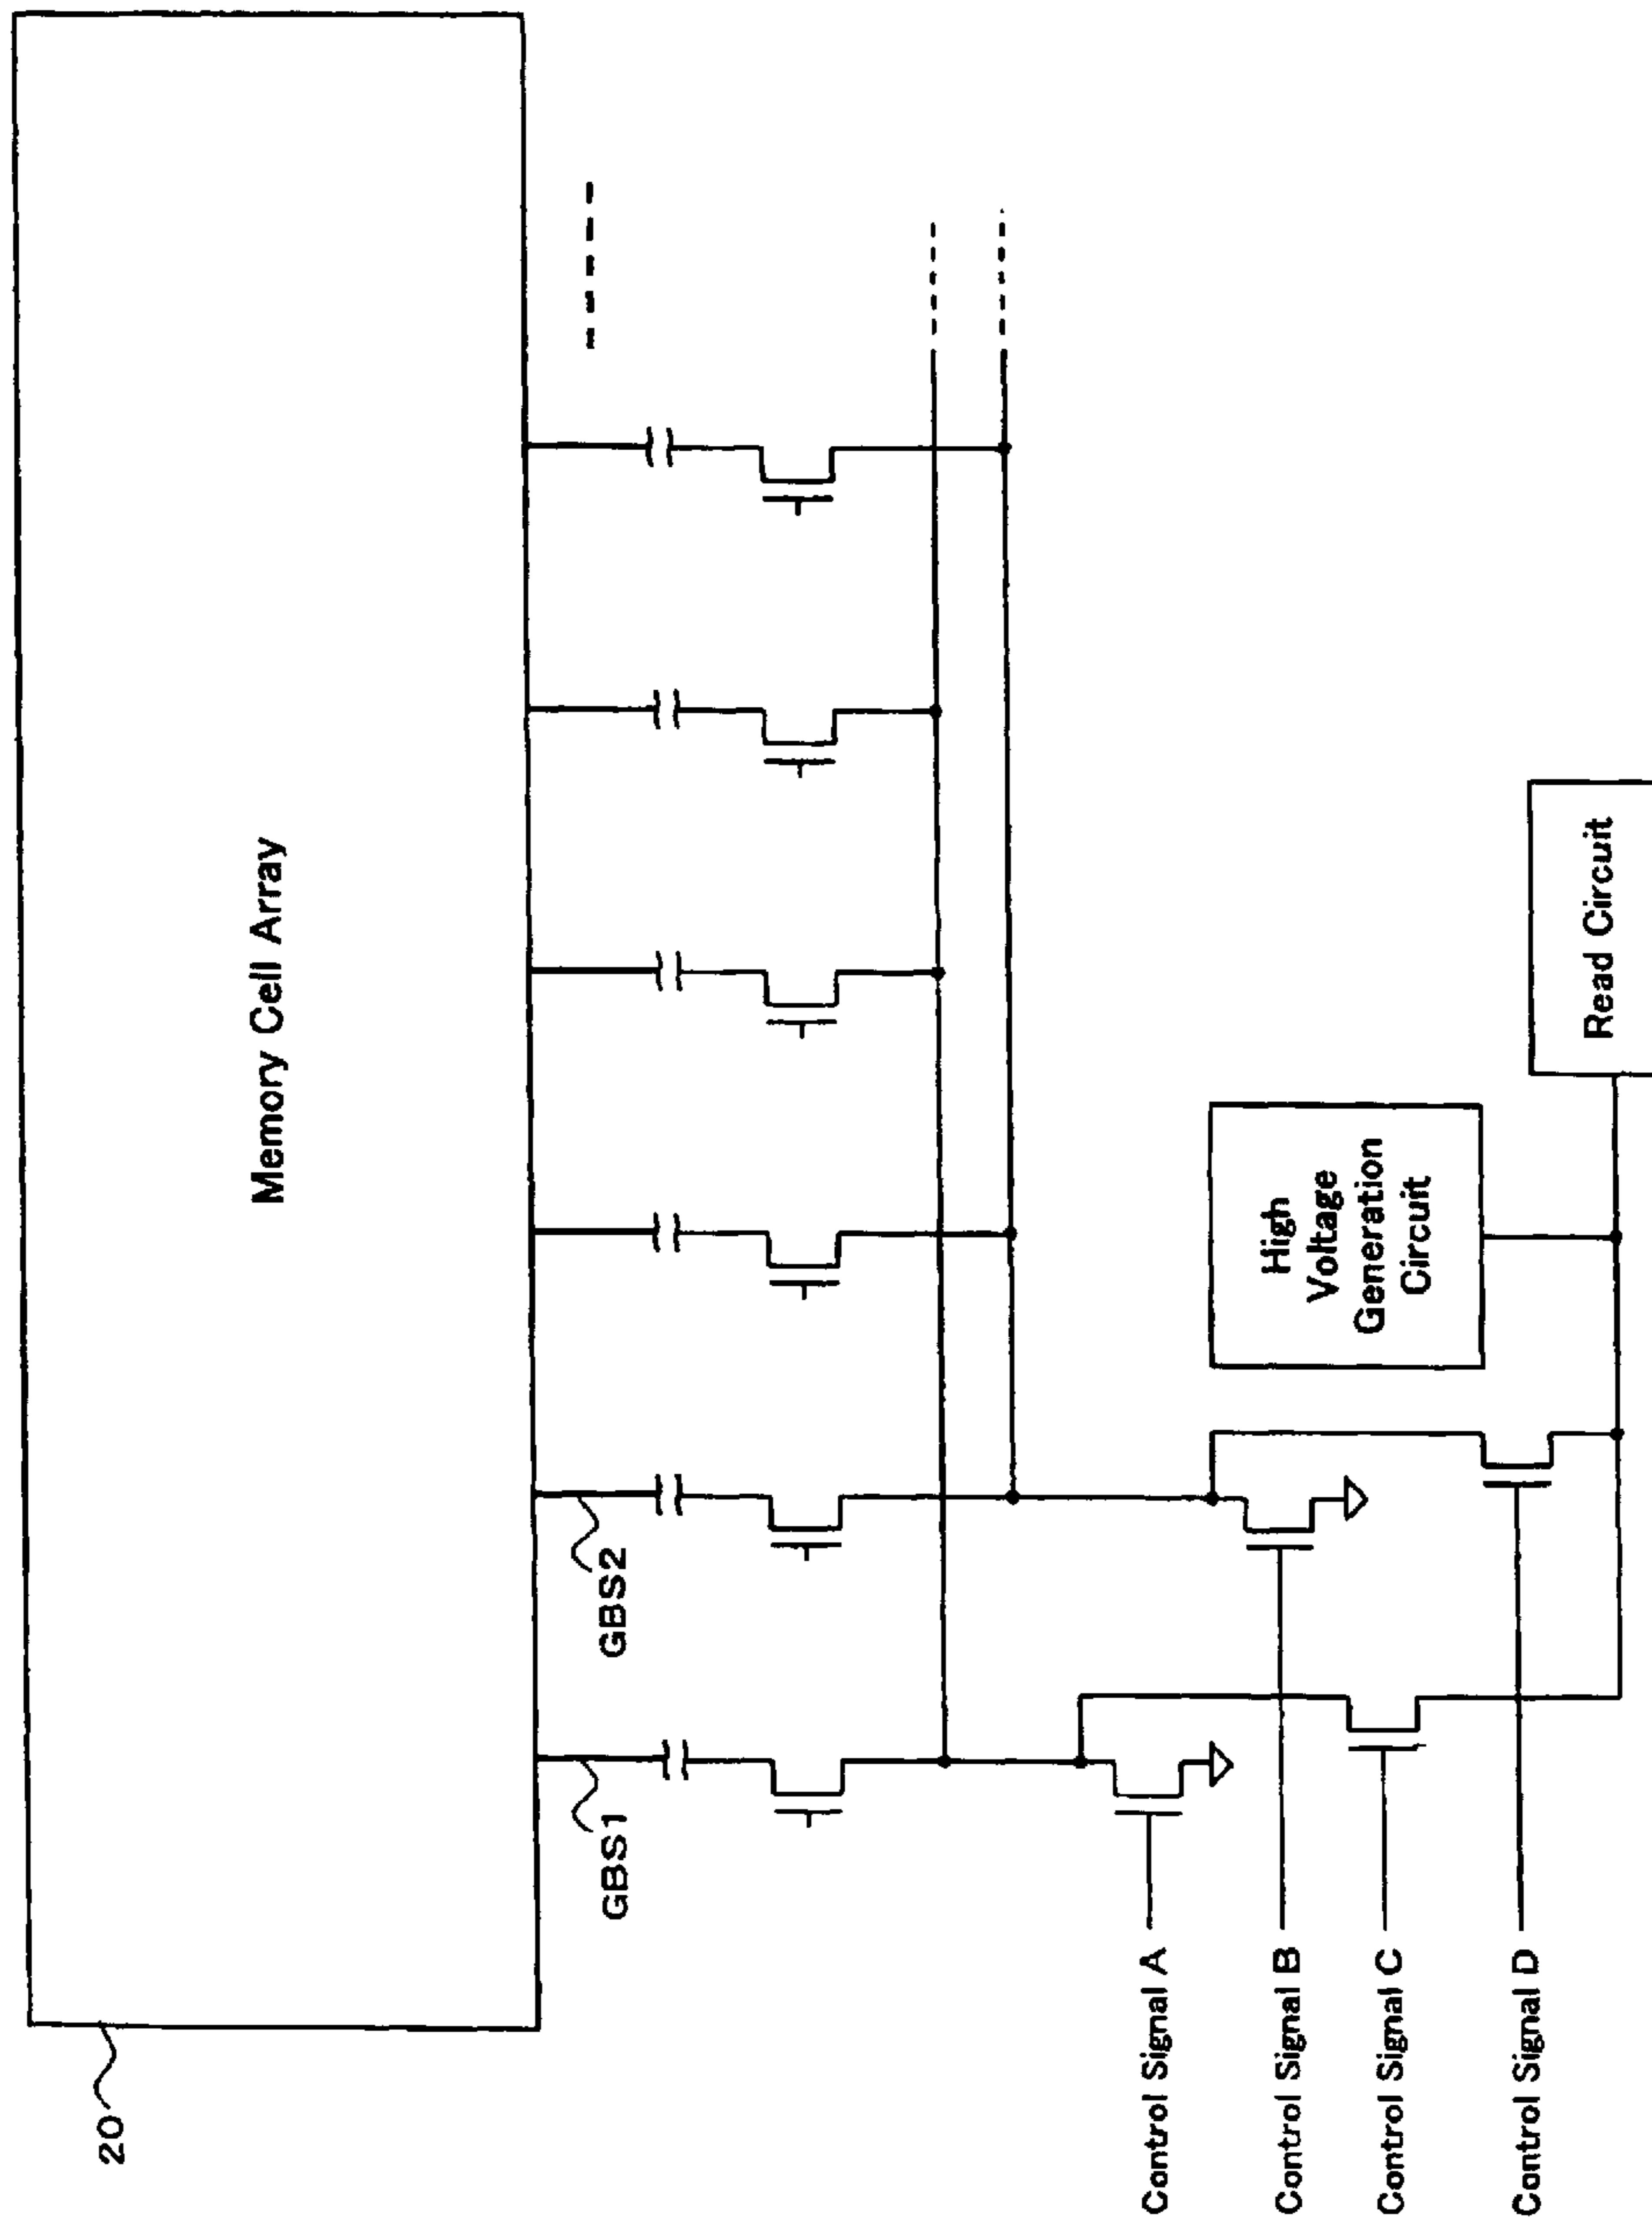 20
Memory Cell Array
GBS1
GBS2
Control Signal A
Control Signal B
Control Signal C
Control Signal D
High
Voltage
Generation
Circuit
Read Circuit